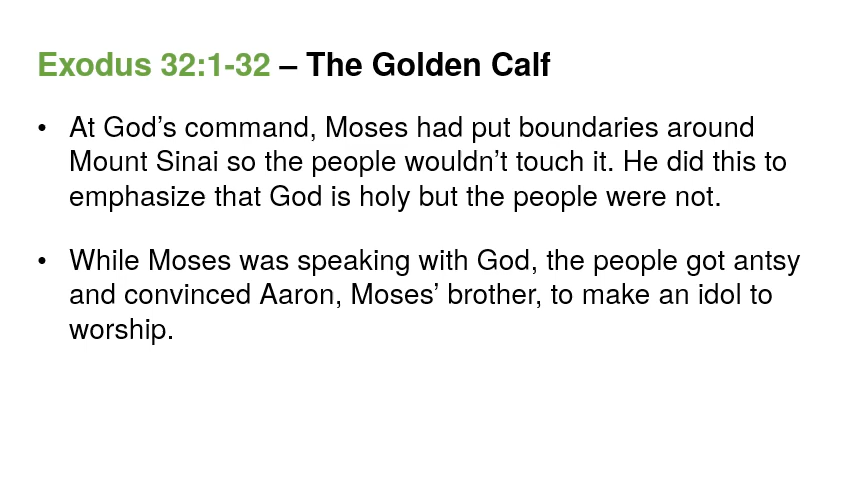 Exodus 32:1-32 – The Golden Calf
• At God’s command, Moses had put boundaries around
Mount Sinai so the people wouldn’t touch it. He did this to
emphasize that God is holy but the people were not.
• While Moses was speaking with God, the people got antsy
and convinced Aaron, Moses’ brother, to make an idol to
worship.